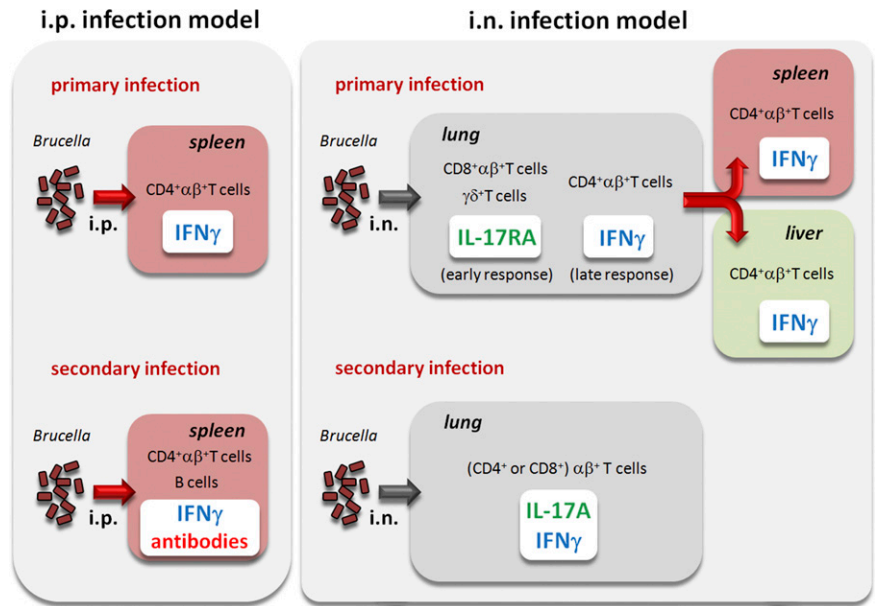 i.p. infection model
primary infection
Brucella
i.p.
spleen
CD4⁺αβ⁺T cells
IFNγ
secondary infection
Brucella
i.p.
spleen
CD4⁺αβ⁺T cells
B cells
IFNγ
antibodies
i.n. infection model
primary infection
Brucella
i.n.
lung
CD8⁺αβ⁺T cells
γδ⁺T cells
IL-17RA
(early response)
CD4⁺αβ⁺T cells
IFNγ
(late response)
spleen
CD4⁺αβ⁺T cells
IFNγ
liver
CD4⁺αβ⁺T cells
IFNγ
secondary infection
Brucella
i.n.
lung
(CD4⁺ or CD8⁺) αβ⁺ T cells
IL-17A
IFNγ